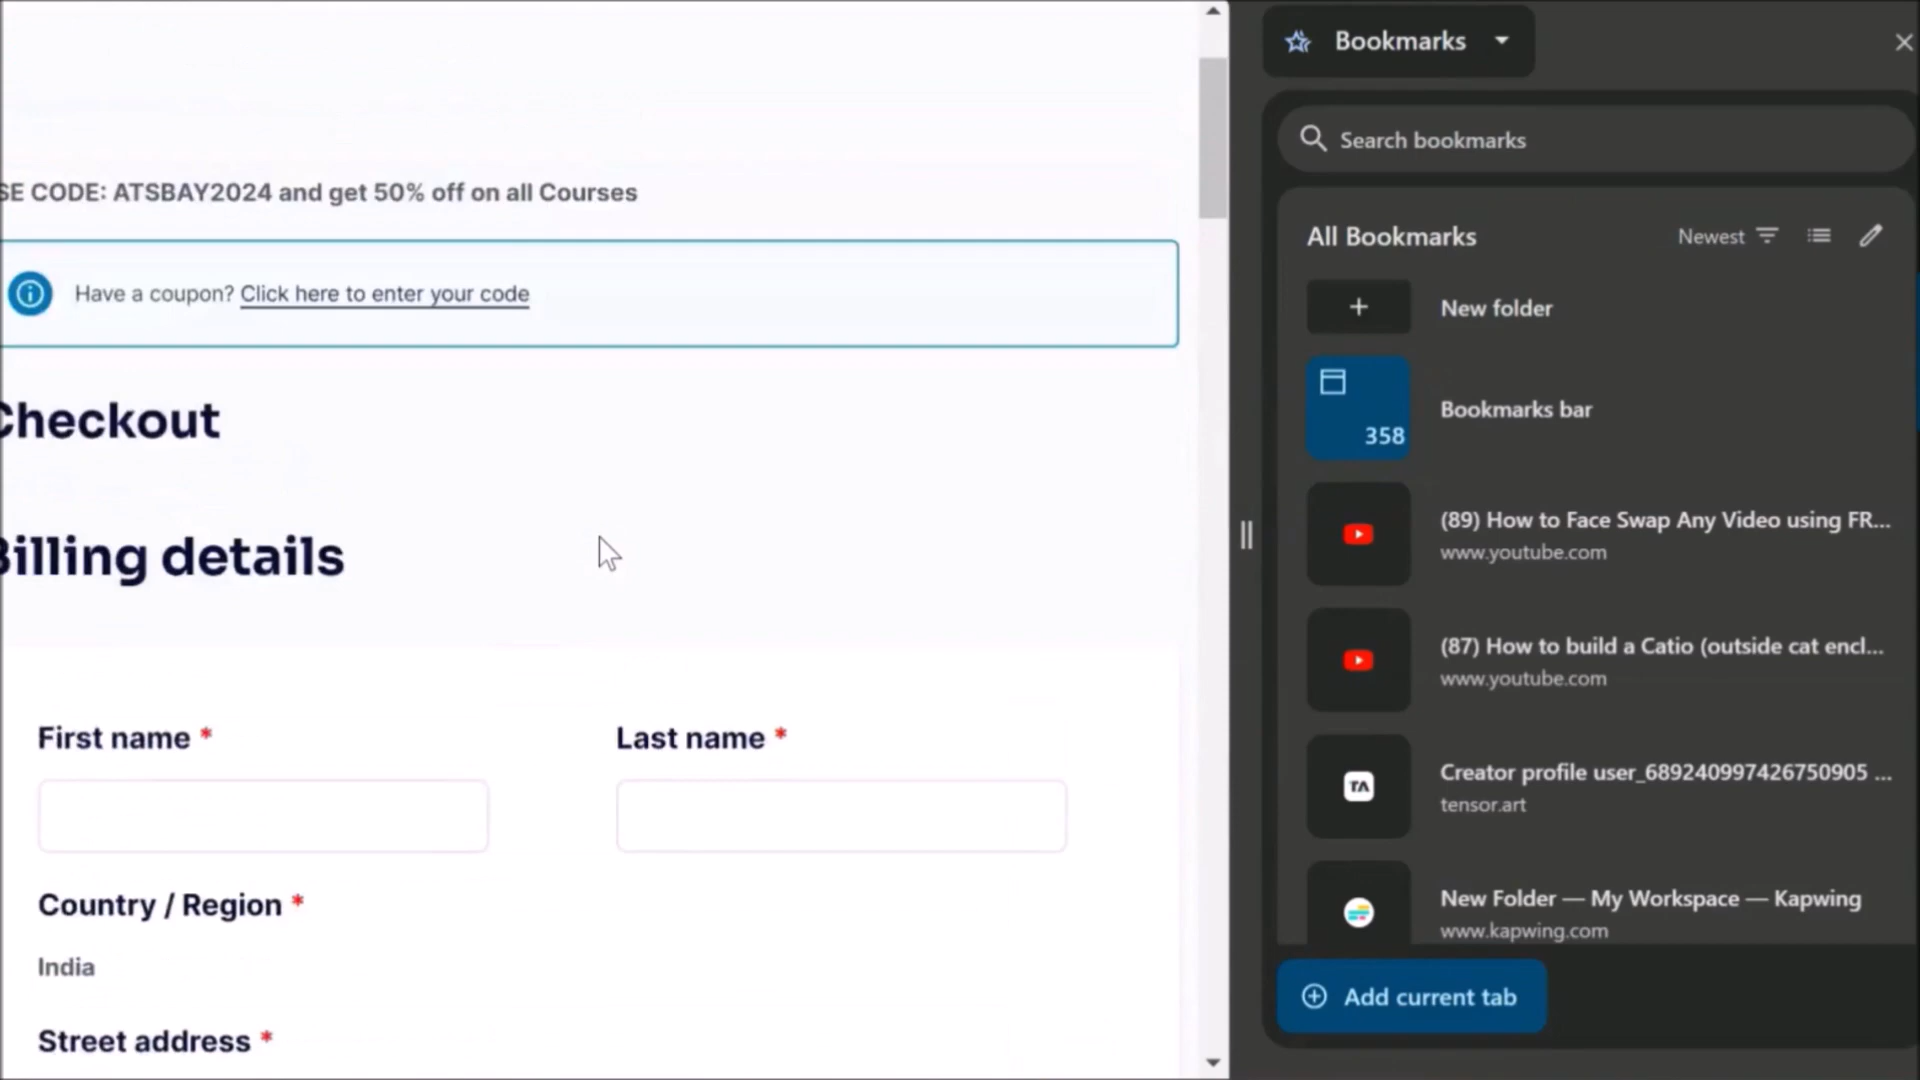 SE CODE: ATSBAY2024 and get 50% off on all Courses
Have a coupon? Click here to enter your code
Checkout
Billing details
First name *
Last name *
Country / Region *
India
Street address *
Bookmarks
Search bookmarks
All Bookmarks
Newest
New folder
358
Bookmarks bar
(89) How to Face Swap Any Video using FR...
www.youtube.com
(87) How to build a Catio (outside cat encl...
www.youtube.com
TA
Creator profile user_689240997426750905 ...
tensor.art
New Folder — My Workspace — Kapwing
www.kapwing.com
Add current tab